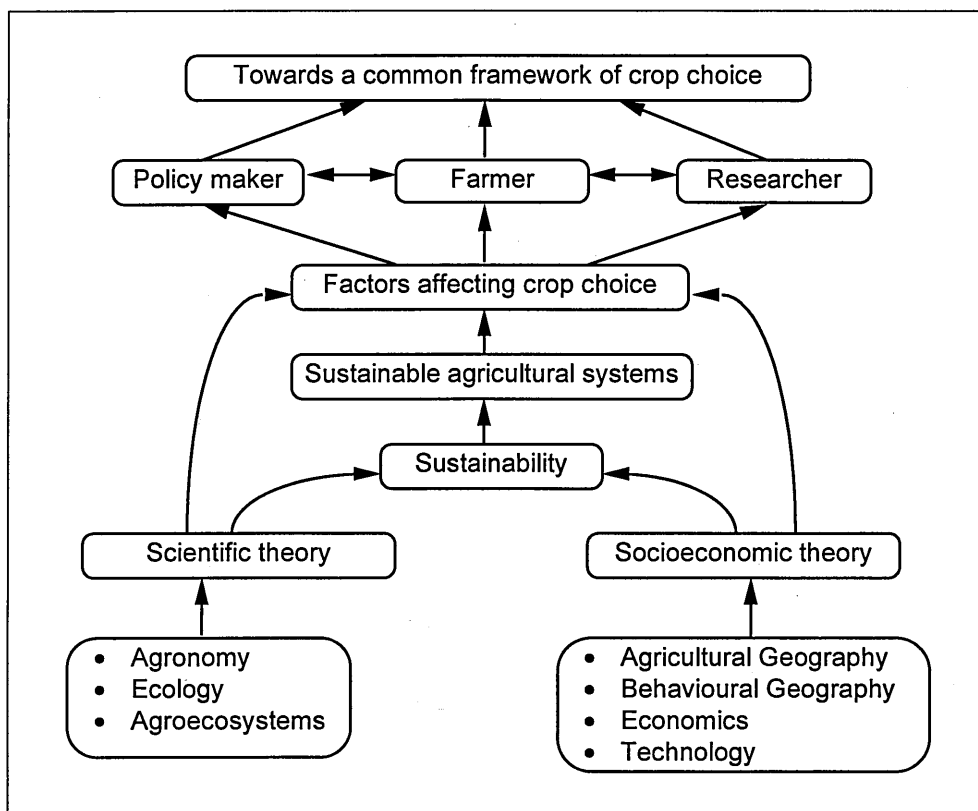 Towards a common framework of crop choice
Policy maker
Farmer
Researcher
Factors affecting crop choice
Sustainable agricultural systems
Sustainability
Scientific theory
Socioeconomic theory
• Agronomy
• Ecology
• Agroecosystems
• Agricultural Geography
• Behavioural Geography
• Economics
• Technology